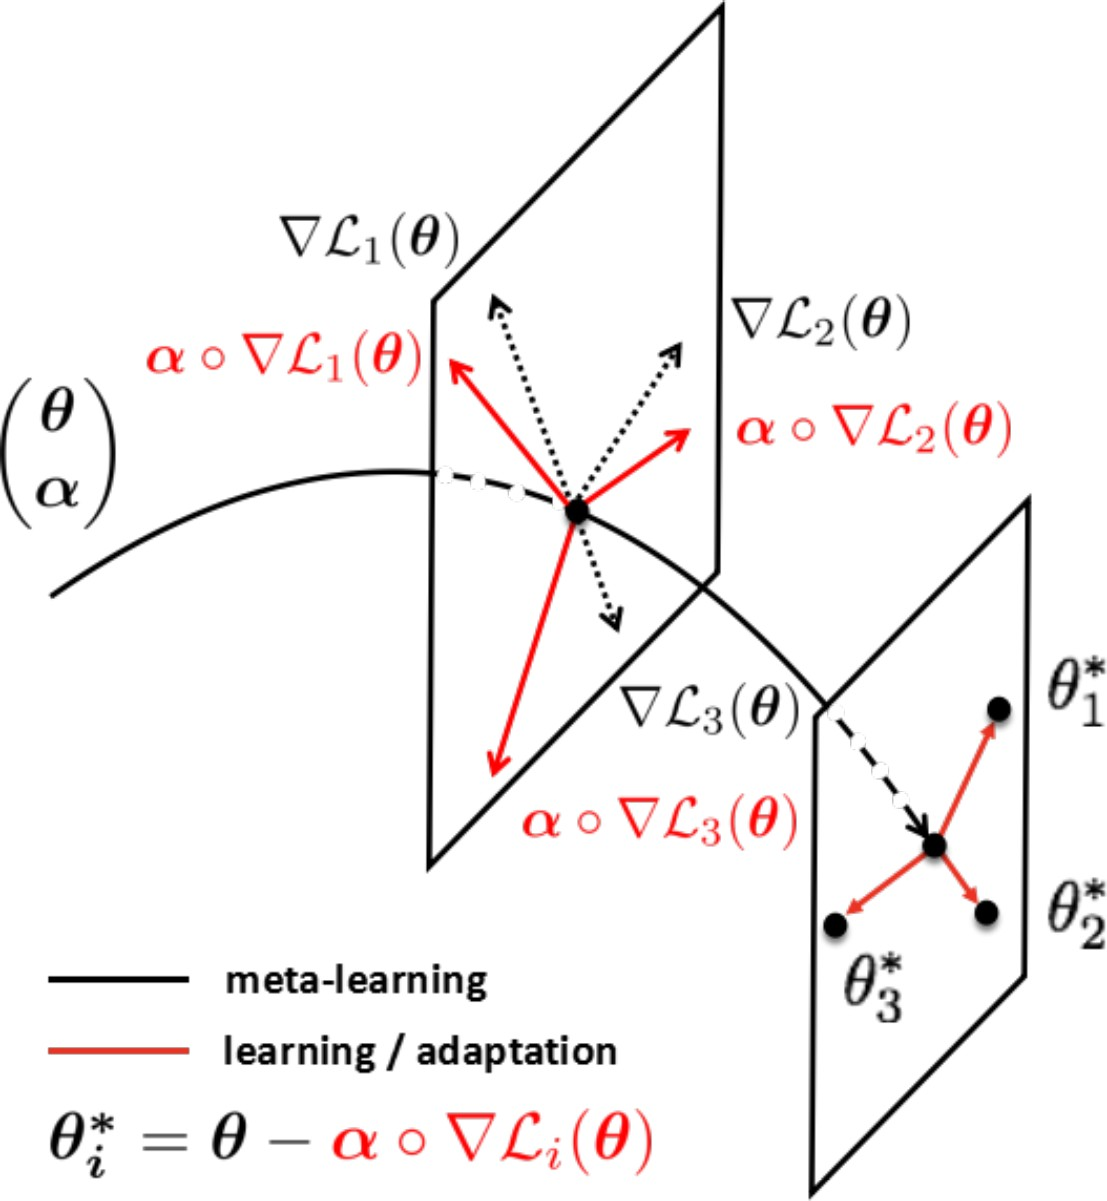 ∇ℒ₁(θ)
∇ℒ₂(θ)
α ∘ ∇ℒ₁(θ)
(θ
α)
α ∘ ∇ℒ₂(θ)
∇ℒ₃(θ)
α ∘ ∇ℒ₃(θ)
θ₁*
θ₂*
θ₃*
meta-learning
learning / adaptation
θᵢ* = θ − α ∘ ∇ℒᵢ(θ)